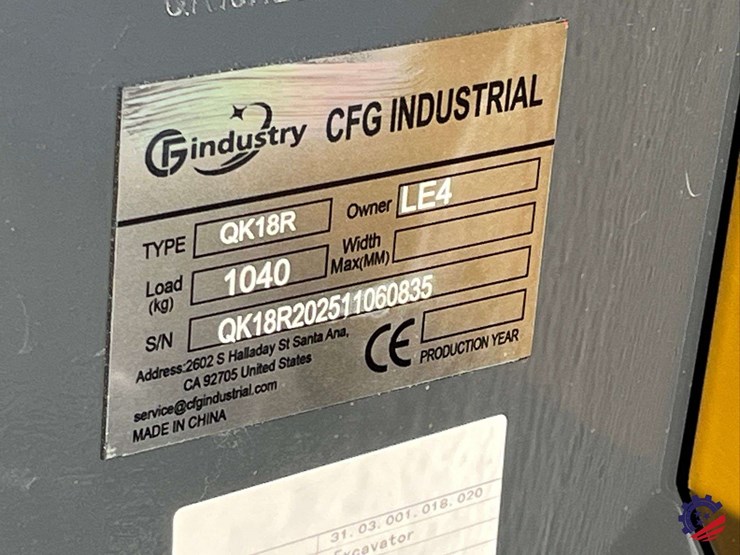 Gindustry CFG INDUSTRIAL
TYPE QK18R Owner LE4
Load (kg) 1040 Width Max(MM)
S/N QK18R202511060835
Address:2602 S Halladay St Santa Ana,
CA 92705 United States
service@cfgindustrial.com
MADE IN CHINA
CE PRODUCTION YEAR
31.03.001.018.020
Excavator